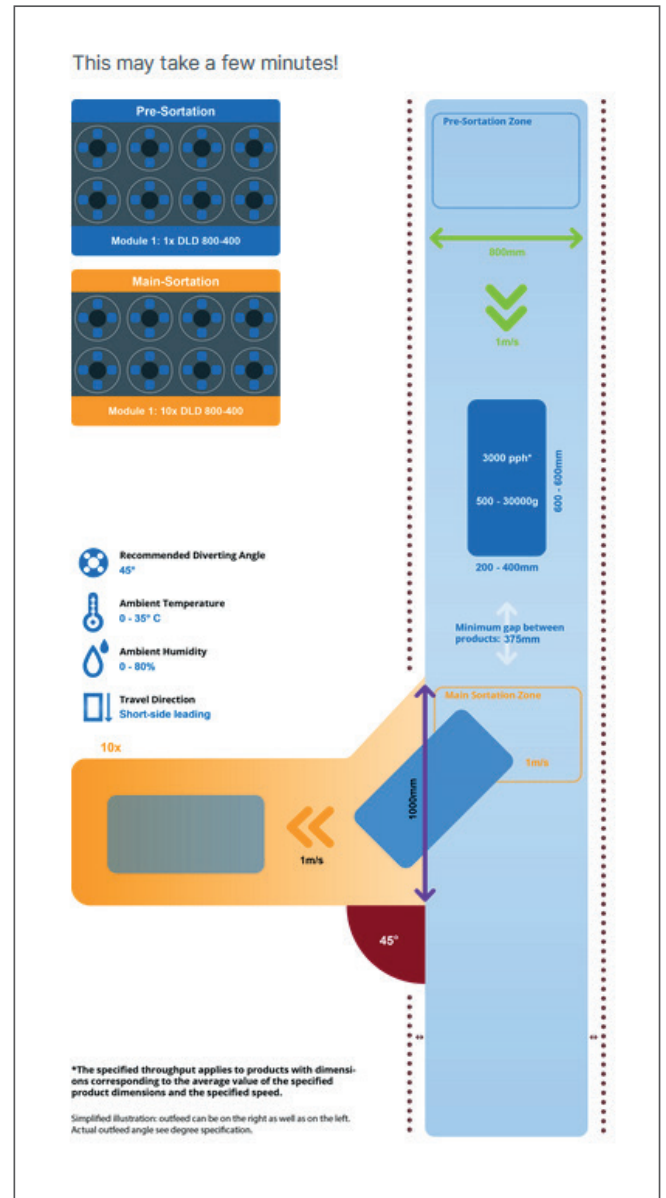 This may take a few minutes!
Pre-Sortation
Module 1: 1x DLD 800-400
Main-Sortation
Module 1: 10x DLD 800-400
Pre-Sortation Zone
800mm
1m/s
3000 pph*
500 - 30000g
600 - 600mm
200 - 400mm
Minimum gap between
products: 375mm
Recommended Diverting Angle
45°
Ambient Temperature
0 - 35° C
Ambient Humidity
0 - 80%
Travel Direction
Short-side leading
Main Sortation Zone
1m/s
10x
1000mm
1m/s
45°
*The specified throughput applies to products with dimensi-
ons corresponding to the average value of the specified
product dimensions and the specified speed.
Simplified illustration: outfeed can be on the right as well as on the left.
Actual outfeed angle see degree specification.